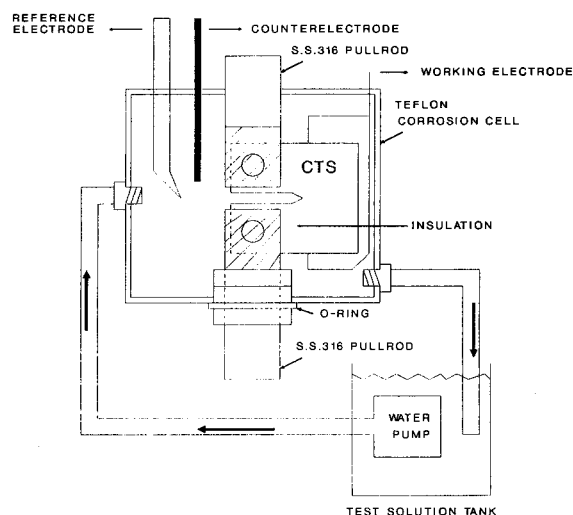 REFERENCE
ELECTRODE
COUNTERELECTRODE
S.S.316 PULLROD
WORKING ELECTRODE
TEFLON
CORROSION CELL
CTS
INSULATION
O-RING
S.S.316 PULLROD
WATER
PUMP
TEST SOLUTION TANK